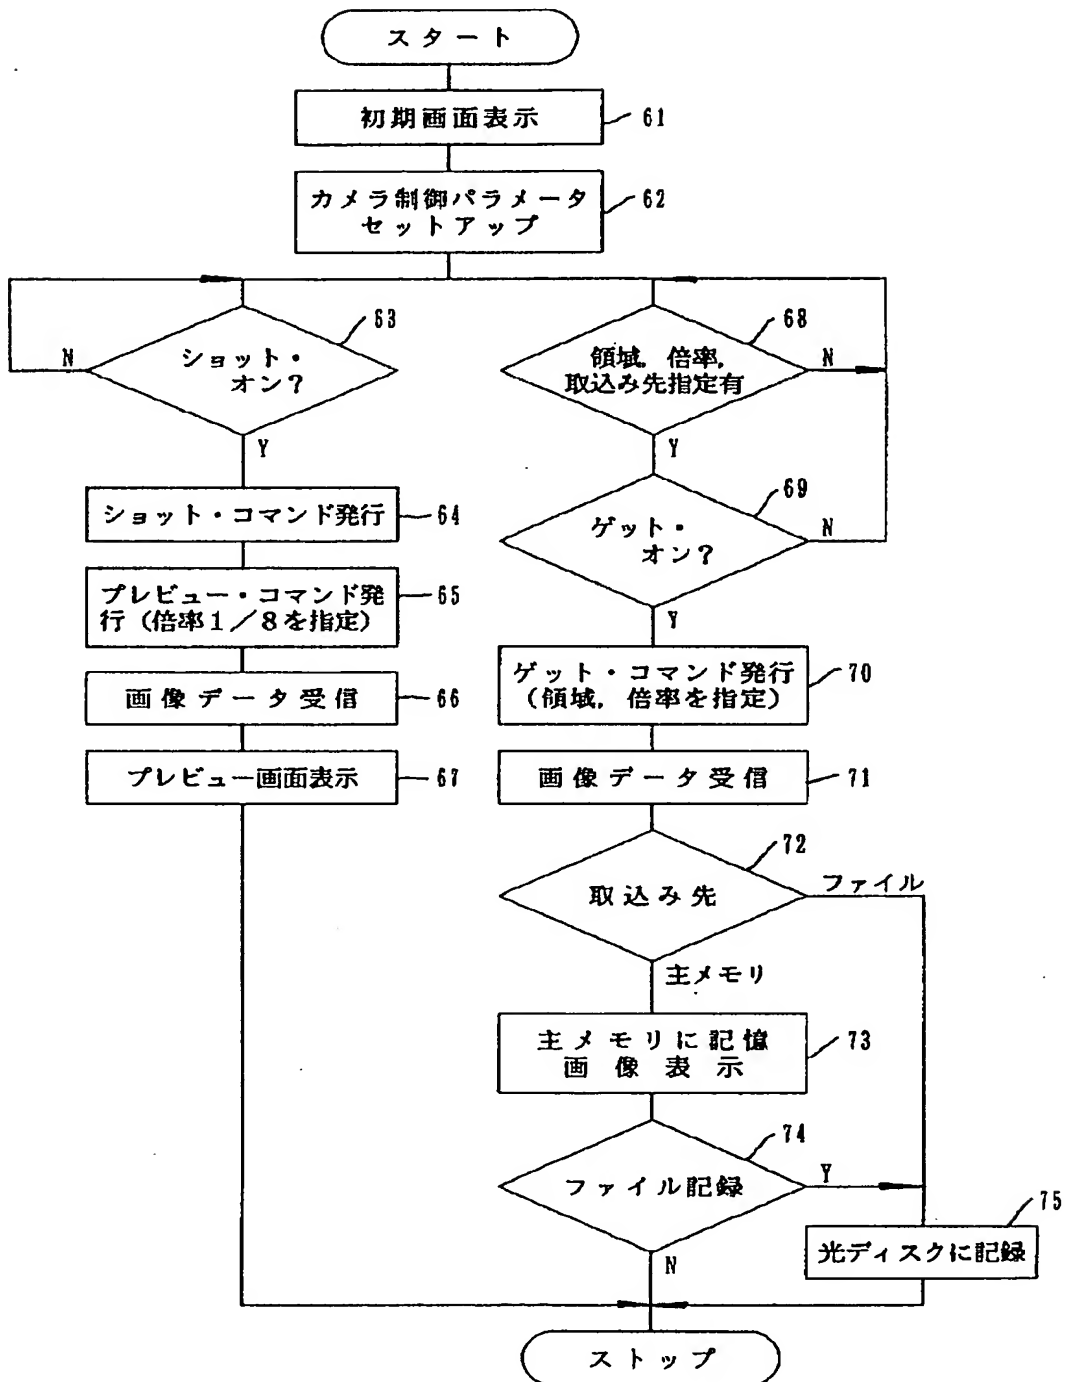 スタート
初期画面表示
61
カメラ制御パラメータ
セットアップ
62
63
ショット・
オン?
N
Y
ショット・コマンド発行
64
プレビュー・コマンド発
行(倍率1/8を指定)
65
画像データ受信
66
プレビュー画面表示
67
68
領域,倍率,
取込み先指定有
N
Y
69
ゲット・
オン?
N
Y
ゲット・コマンド発行
(領域,倍率を指定)
70
画像データ受信
71
72
取込み先
ファイル
主メモリ
主メモリに記憶
画像表示
73
74
ファイル記録
Y
N
75
光ディスクに記録
ストップ